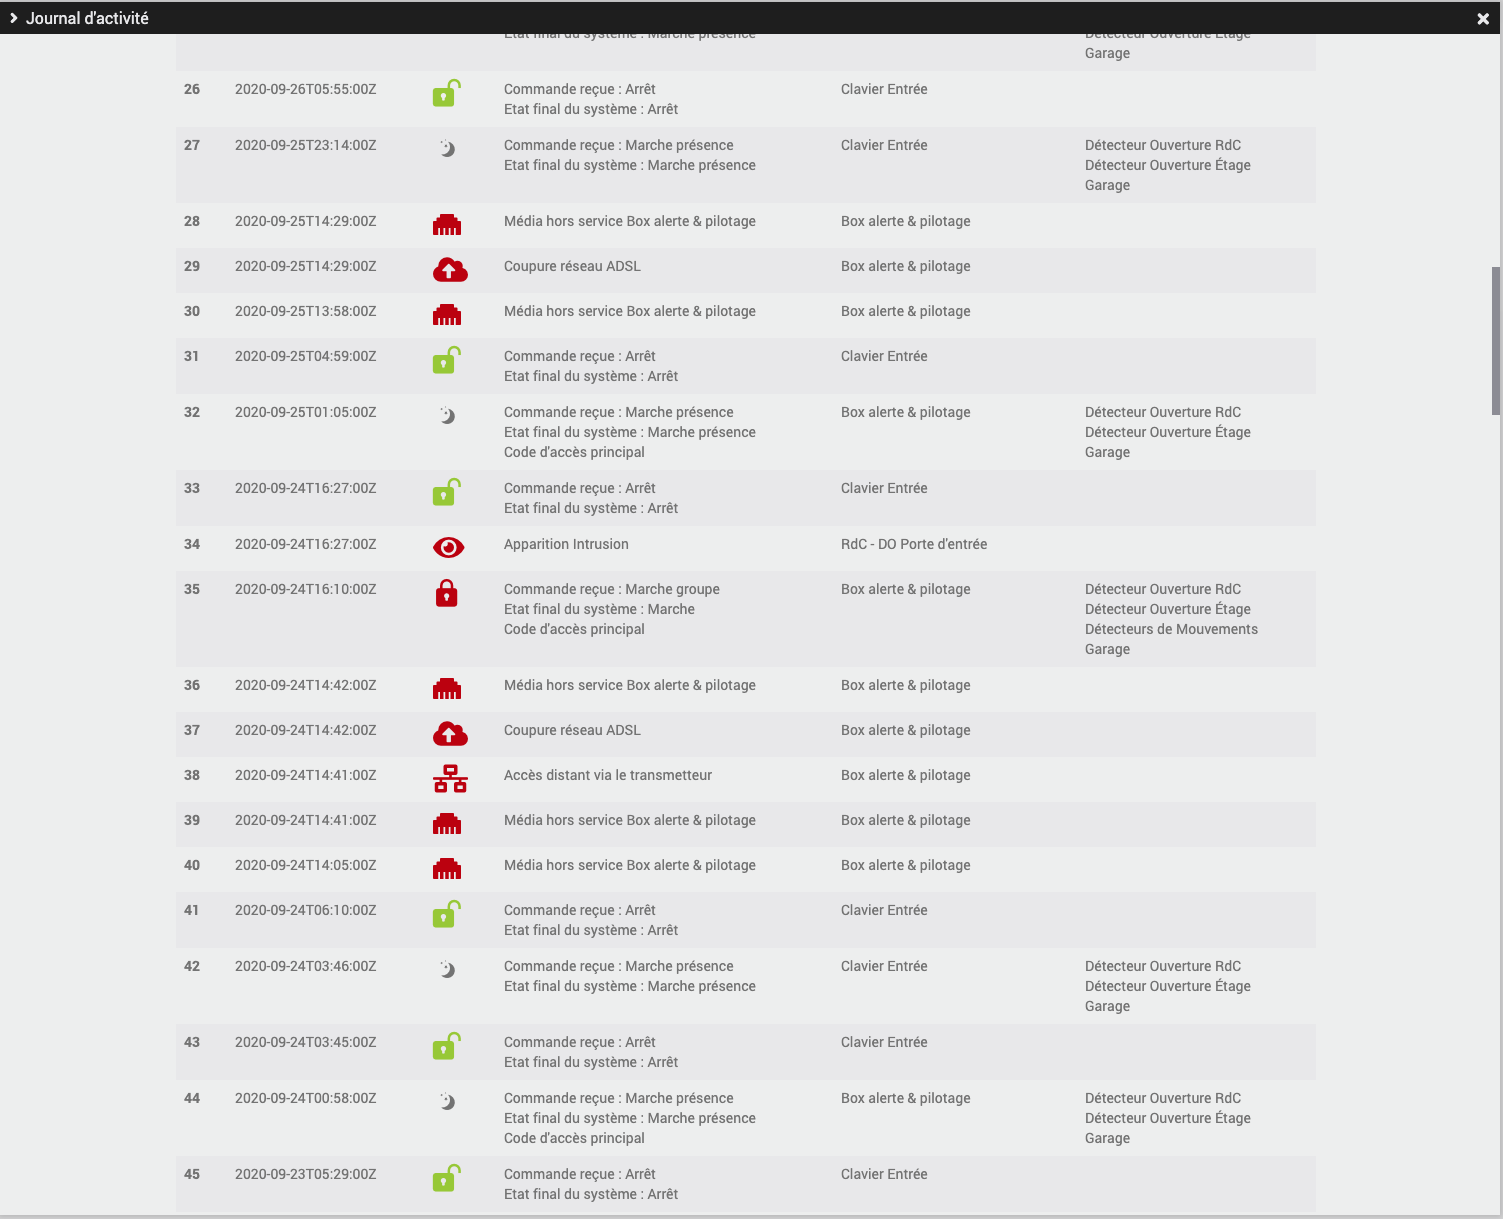 Journal d'activité
Etat final du système : Marche présence
Détecteur Ouverture Étage
Garage
26 2020-09-26T05:55:00Z Commande reçue : Arrêt Clavier Entrée
Etat final du système : Arrêt
27 2020-09-25T23:14:00Z Commande reçue : Marche présence Clavier Entrée Détecteur Ouverture RdC
Etat final du système : Marche présence Détecteur Ouverture Étage
Garage
28 2020-09-25T14:29:00Z Média hors service Box alerte & pilotage Box alerte & pilotage
29 2020-09-25T14:29:00Z Coupure réseau ADSL Box alerte & pilotage
30 2020-09-25T13:58:00Z Média hors service Box alerte & pilotage Box alerte & pilotage
31 2020-09-25T04:59:00Z Commande reçue : Arrêt Clavier Entrée
Etat final du système : Arrêt
32 2020-09-25T01:05:00Z Commande reçue : Marche présence Box alerte & pilotage Détecteur Ouverture RdC
Etat final du système : Marche présence Détecteur Ouverture Étage
Code d'accès principal Garage
33 2020-09-24T16:27:00Z Commande reçue : Arrêt Clavier Entrée
Etat final du système : Arrêt
34 2020-09-24T16:27:00Z Apparition Intrusion RdC - DO Porte d'entrée
35 2020-09-24T16:10:00Z Commande reçue : Marche groupe Box alerte & pilotage Détecteur Ouverture RdC
Etat final du système : Marche Détecteur Ouverture Étage
Code d'accès principal Détecteurs de Mouvements
Garage
36 2020-09-24T14:42:00Z Média hors service Box alerte & pilotage Box alerte & pilotage
37 2020-09-24T14:42:00Z Coupure réseau ADSL Box alerte & pilotage
38 2020-09-24T14:41:00Z Accès distant via le transmetteur Box alerte & pilotage
39 2020-09-24T14:41:00Z Média hors service Box alerte & pilotage Box alerte & pilotage
40 2020-09-24T14:05:00Z Média hors service Box alerte & pilotage Box alerte & pilotage
41 2020-09-24T06:10:00Z Commande reçue : Arrêt Clavier Entrée
Etat final du système : Arrêt
42 2020-09-24T03:46:00Z Commande reçue : Marche présence Clavier Entrée Détecteur Ouverture RdC
Etat final du système : Marche présence Détecteur Ouverture Étage
Garage
43 2020-09-24T03:45:00Z Commande reçue : Arrêt Clavier Entrée
Etat final du système : Arrêt
44 2020-09-24T00:58:00Z Commande reçue : Marche présence Box alerte & pilotage Détecteur Ouverture RdC
Etat final du système : Marche présence Détecteur Ouverture Étage
Code d'accès principal Garage
45 2020-09-23T05:29:00Z Commande reçue : Arrêt Clavier Entrée
Etat final du système : Arrêt